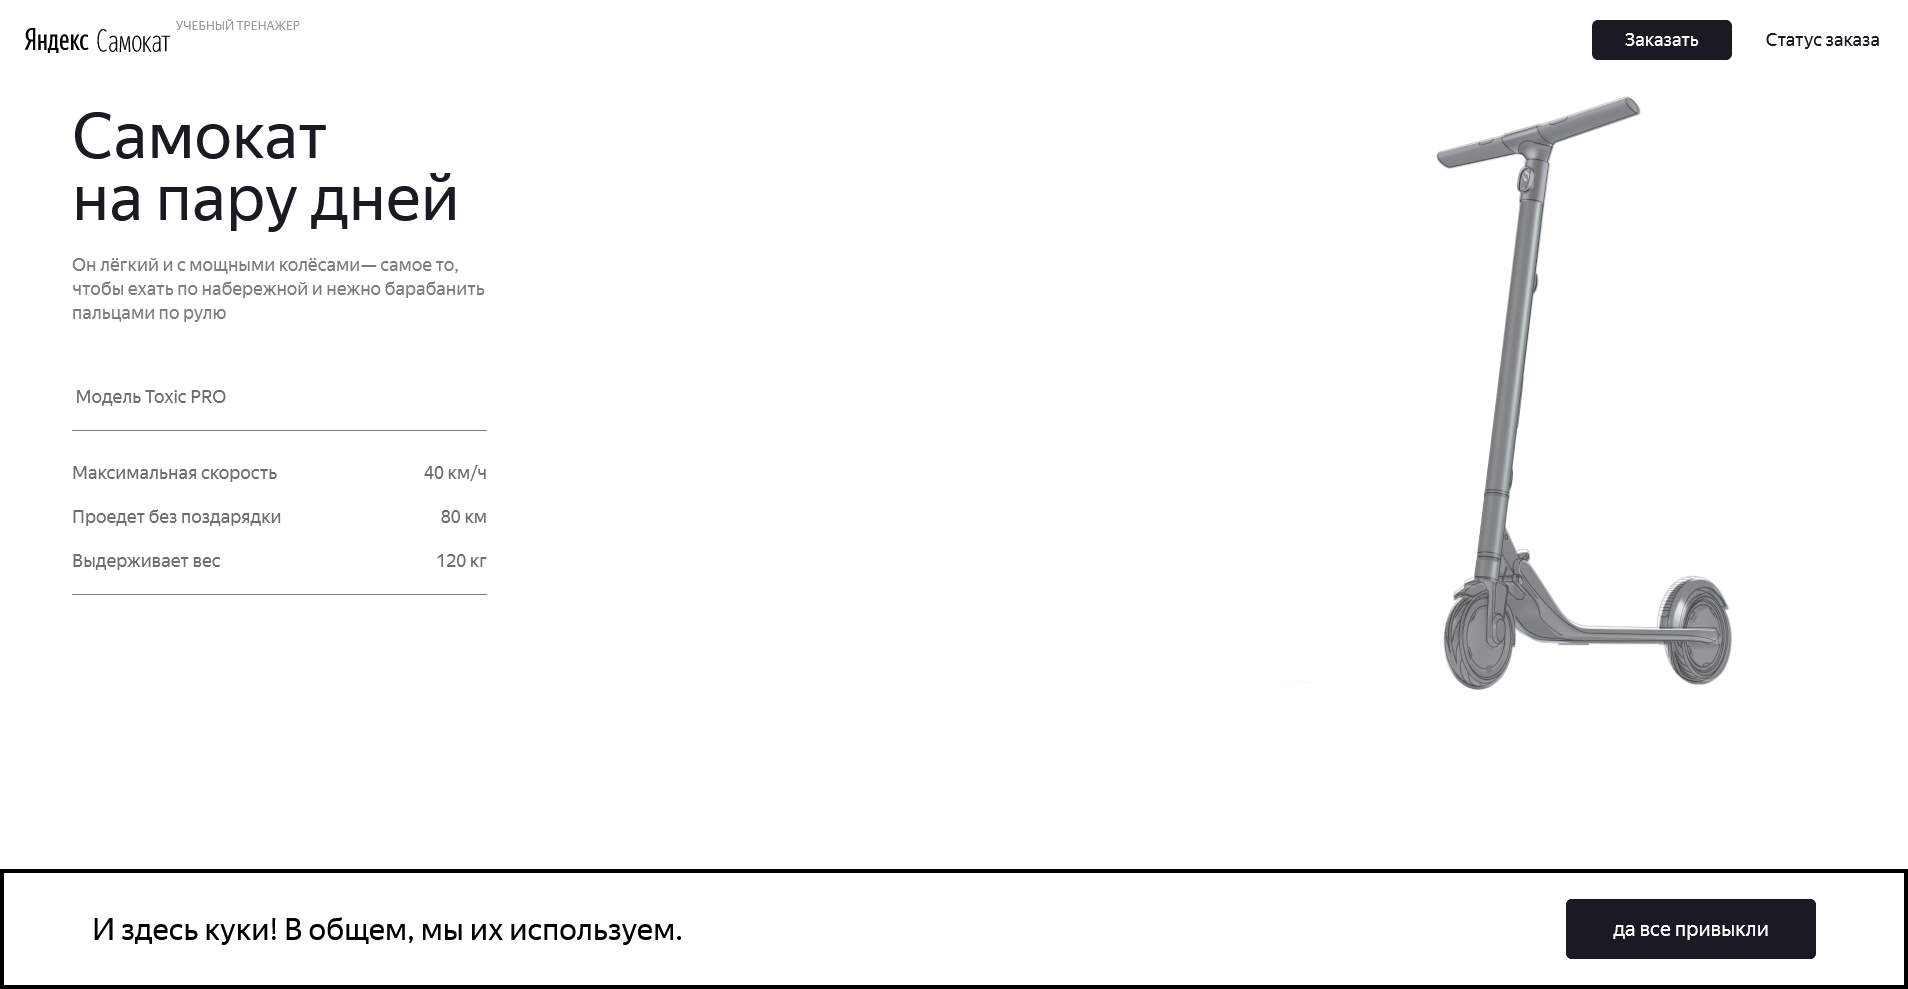 Яндекс Самокат
УЧЕБНЫЙ ТРЕНАЖЕР
Заказать
Статус заказа
Самокат
на пару дней
Он лёгкий и с мощными колёсами— самое то,
чтобы ехать по набережной и нежно барабанить
пальцами по рулю
Модель Toxic PRO
Максимальная скорость 40 км/ч
Проедет без поздарядки 80 км
Выдерживает вес 120 кг
И здесь куки! В общем, мы их используем.
да все привыкли